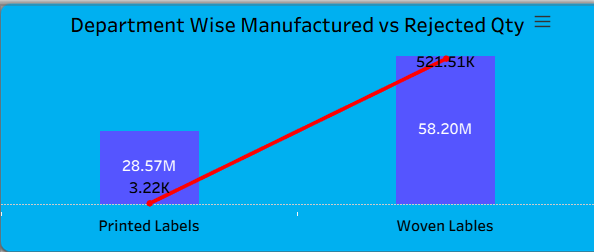 Department Wise Manufactured vs Rejected Qty
521.51K
58.20M
28.57M
3.22K
Printed Labels
Woven Lables